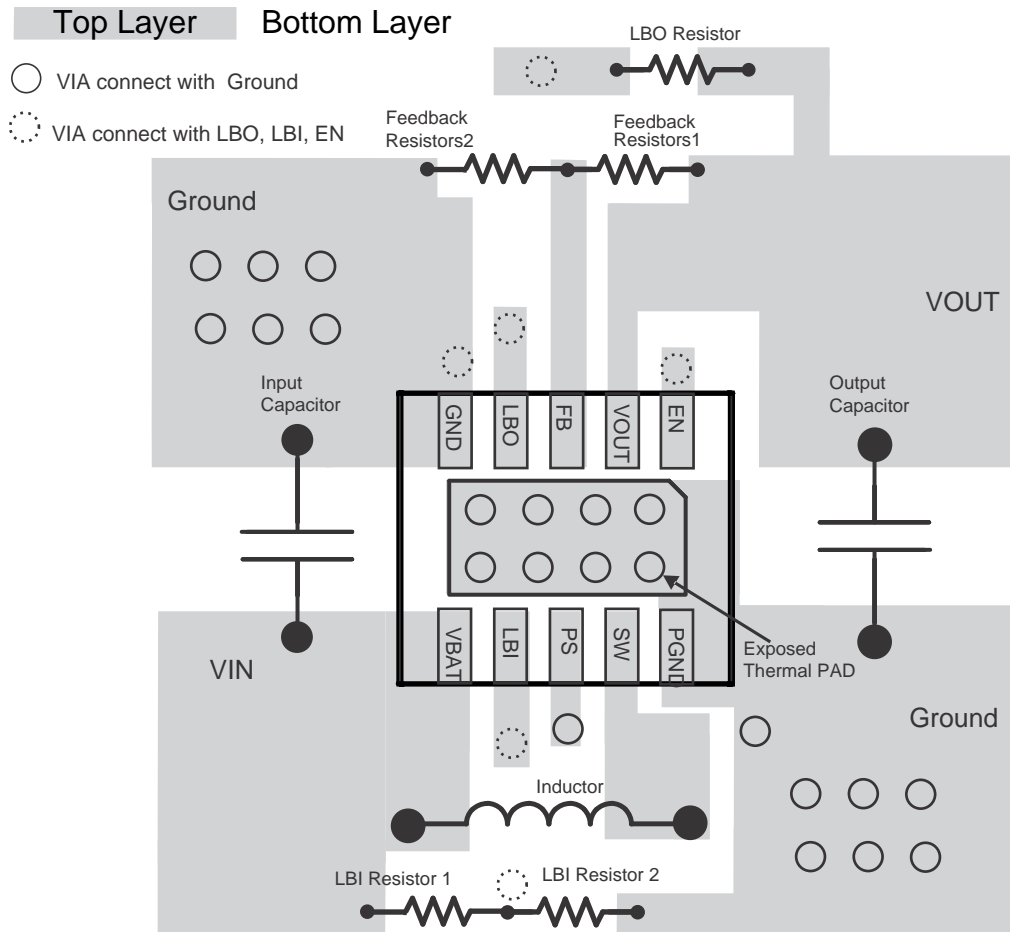 Top Layer Bottom Layer
LBO Resistor
VIA connect with Ground
VIA connect with LBO, LBI, EN
Feedback
Resistors2
Feedback
Resistors1
Ground
VOUT
Input
Capacitor
Output
Capacitor
GND
LBO
FB
VOUT
EN
VBAT
LBI
PS
SW
PGND
Exposed
Thermal PAD
VIN
Ground
Inductor
LBI Resistor 1
LBI Resistor 2